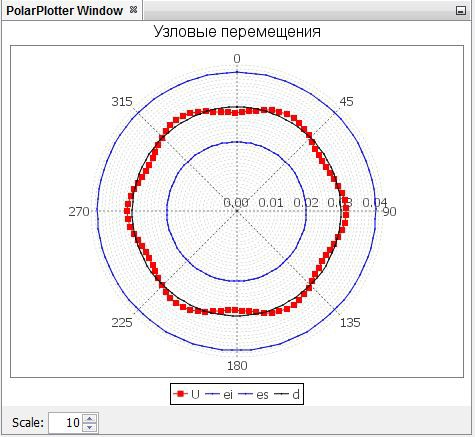 PolarPlotter Window
Узловые перемещения
0
315 45
0.00 0.01 0.02 0.03 0.04
270 90
225 135
180
U ei es d
Scale: 10